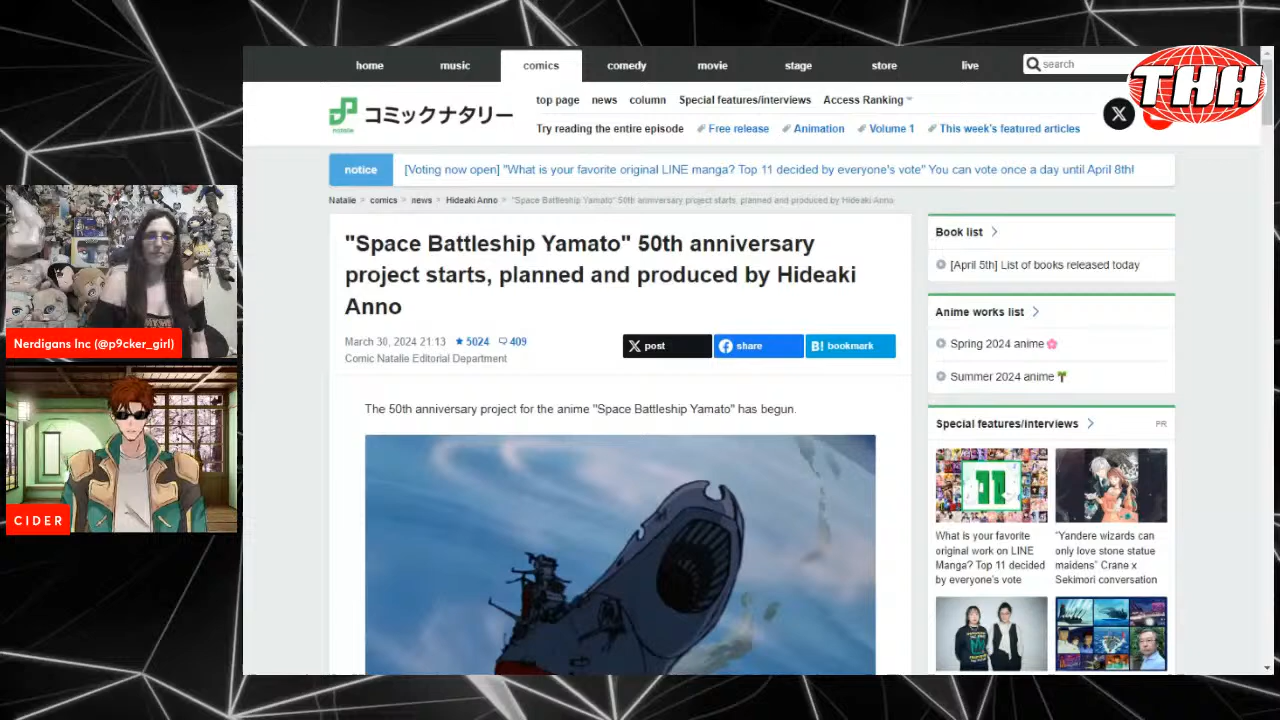 home music comics comedy movie stage store live search
THH
natalie コミックナタリー
top page news column Special features/interviews Access Ranking
Try reading the entire episode Free release Animation Volume 1 This week's featured articles
X
notice [Voting now open] "What is your favorite original LINE manga? Top 11 decided by everyone's vote" You can vote once a day until April 8th!
Natalie > comics > news > Hideaki Anno > "Space Battleship Yamato" 50th anniversary project starts, planned and produced by Hideaki Anno
"Space Battleship Yamato" 50th anniversary
project starts, planned and produced by Hideaki
Anno
March 30, 2024 21:13 5024 409
Comic Natalie Editorial Department
X post
share
B! bookmark
The 50th anniversary project for the anime "Space Battleship Yamato" has begun.
Book list
[April 5th] List of books released today
Anime works list
Spring 2024 anime🌸
Summer 2024 anime🌴
Special features/interviews PR
11
What is your favorite
original work on LINE
Manga? Top 11 decided
by everyone's vote
"Yandere wizards can
only love stone statue
maidens" Crane x
Sekimori conversation
Nerdigans Inc (@p9cker_girl)
CIDER